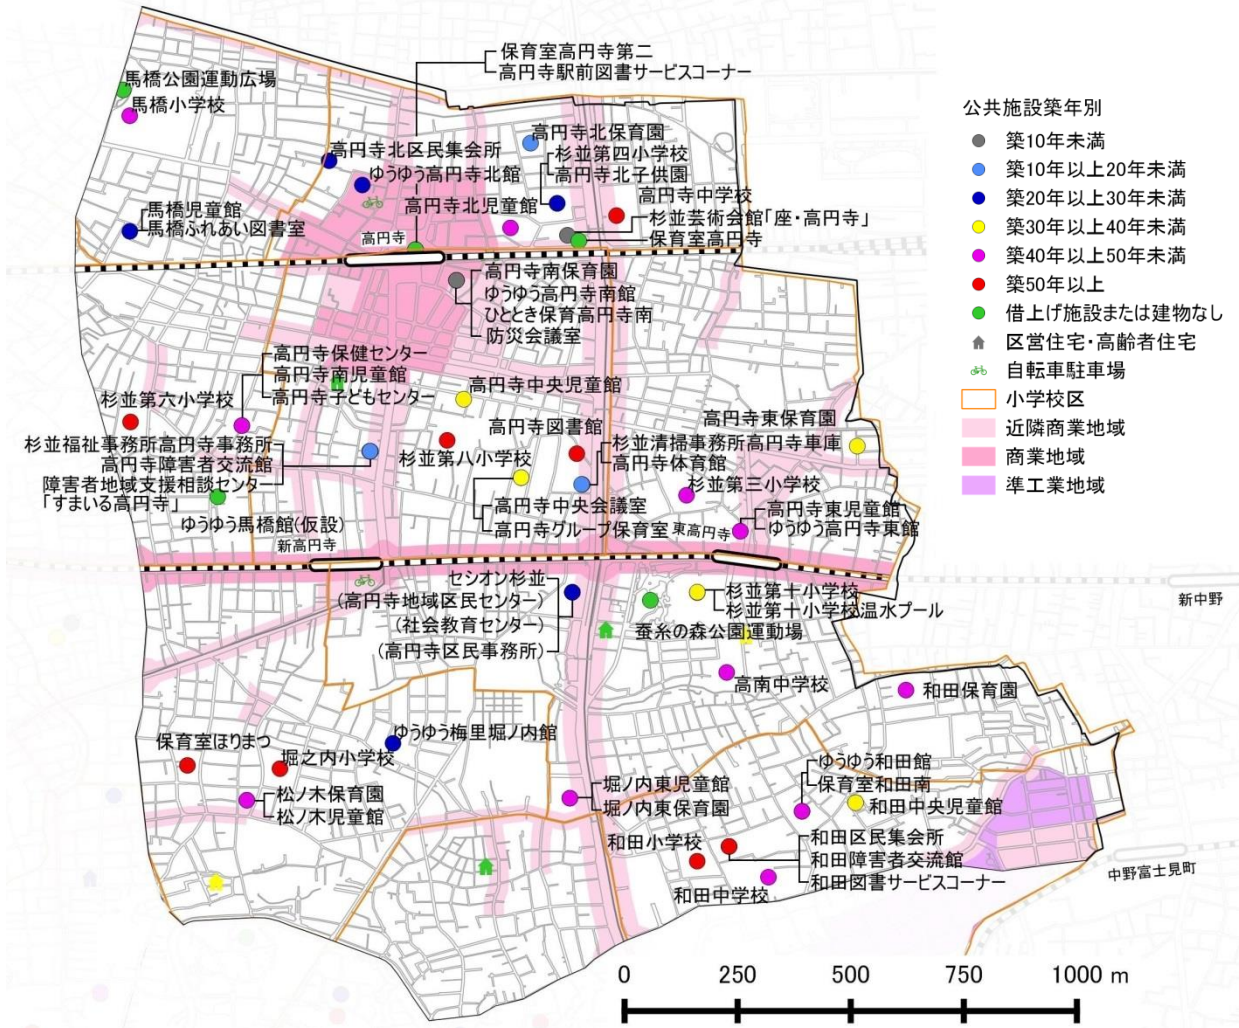 保育室高円寺第二
高円寺駅前図書サービスコーナー
馬橋公園運動広場
馬橋小学校
高円寺北区民集会所
ゆうゆう高円寺北館
高円寺北保育園
杉並第四小学校
高円寺北子供園
高円寺中学校
高円寺北児童館
杉並芸術会館「座・高円寺」
保育室高円寺
馬橋児童館
馬橋ふれあい図書室
高円寺
高円寺南保育園
ゆうゆう高円寺南館
ひととき保育高円寺南
防災会議室
高円寺保健センター
高円寺南児童館
高円寺子どもセンター
杉並第六小学校
高円寺中央児童館
高円寺図書館
高円寺東保育園
杉並福祉事務所高円寺事務所
高円寺障害者交流館
障害者地域支援相談センター
「すまいる高円寺」
杉並第八小学校
杉並清掃事務所高円寺車庫
高円寺体育館
杉並第三小学校
ゆうゆう馬橋館(仮設)
高円寺中央会議室
高円寺グループ保育室
高円寺東児童館
ゆうゆう高円寺東館
新高円寺
東高円寺
セシオン杉並
(高円寺地域区民センター)
(社会教育センター)
(高円寺区民事務所)
杉並第十小学校
杉並第十小学校温水プール
蚕糸の森公園運動場
高南中学校
和田保育園
新中野
ゆうゆう梅里堀ノ内館
保育室ほりまつ
堀之内小学校
松ノ木保育園
松ノ木児童館
堀ノ内東児童館
堀ノ内東保育園
ゆうゆう和田館
保育室和田南
和田中央児童館
和田小学校
和田区民集会所
和田障害者交流館
和田図書サービスコーナー
和田中学校
中野富士見町
公共施設築年別
築10年未満
築10年以上20年未満
築20年以上30年未満
築30年以上40年未満
築40年以上50年未満
築50年以上
借上げ施設または建物なし
区営住宅・高齢者住宅
自転車駐車場
小学校区
近隣商業地域
商業地域
準工業地域
0 250 500 750 1000 m